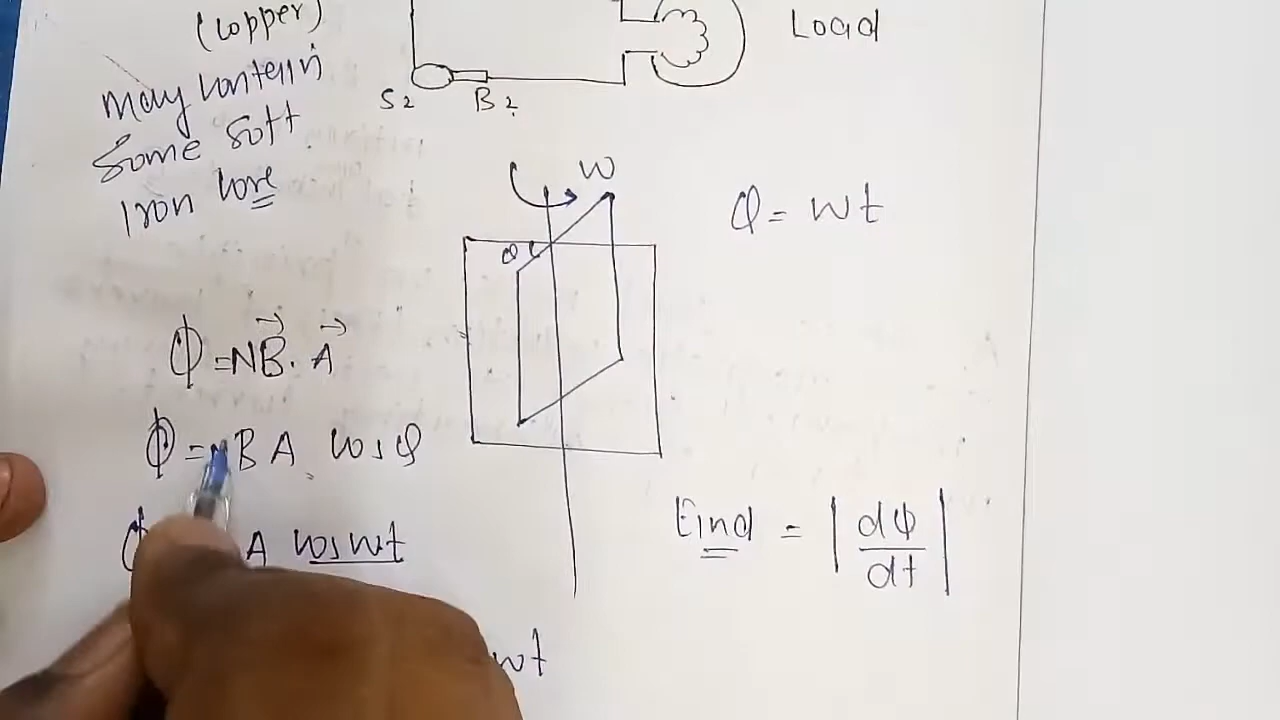 (Copper)
May Contain
Some Soft
Iron Core
Load
S2
B2
W
θ
θ = wt
ϕ = NB⃗ . A⃗
ϕ = NBA cosθ
ϕ A cos wt
wt
Eind = | dϕ/dt |